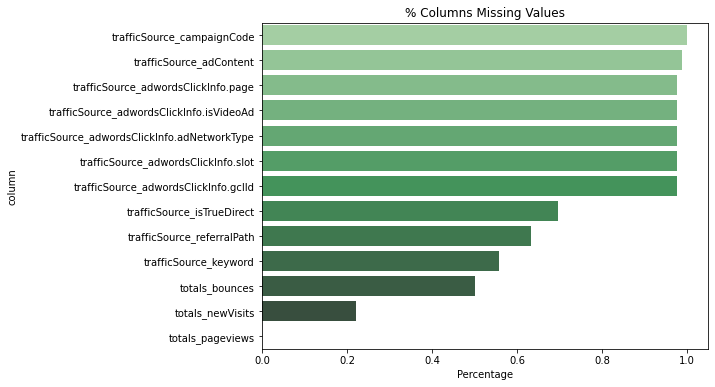 % Columns Missing Values
trafficSource_campaignCode
trafficSource_adContent
trafficSource_adwordsClickInfo.page
trafficSource_adwordsClickInfo.isVideoAd
trafficSource_adwordsClickInfo.adNetworkType
trafficSource_adwordsClickInfo.slot
trafficSource_adwordsClickInfo.gclId
trafficSource_isTrueDirect
trafficSource_referralPath
trafficSource_keyword
totals_bounces
totals_newVisits
totals_pageviews
column
0.0 0.2 0.4 0.6 0.8 1.0
Percentage